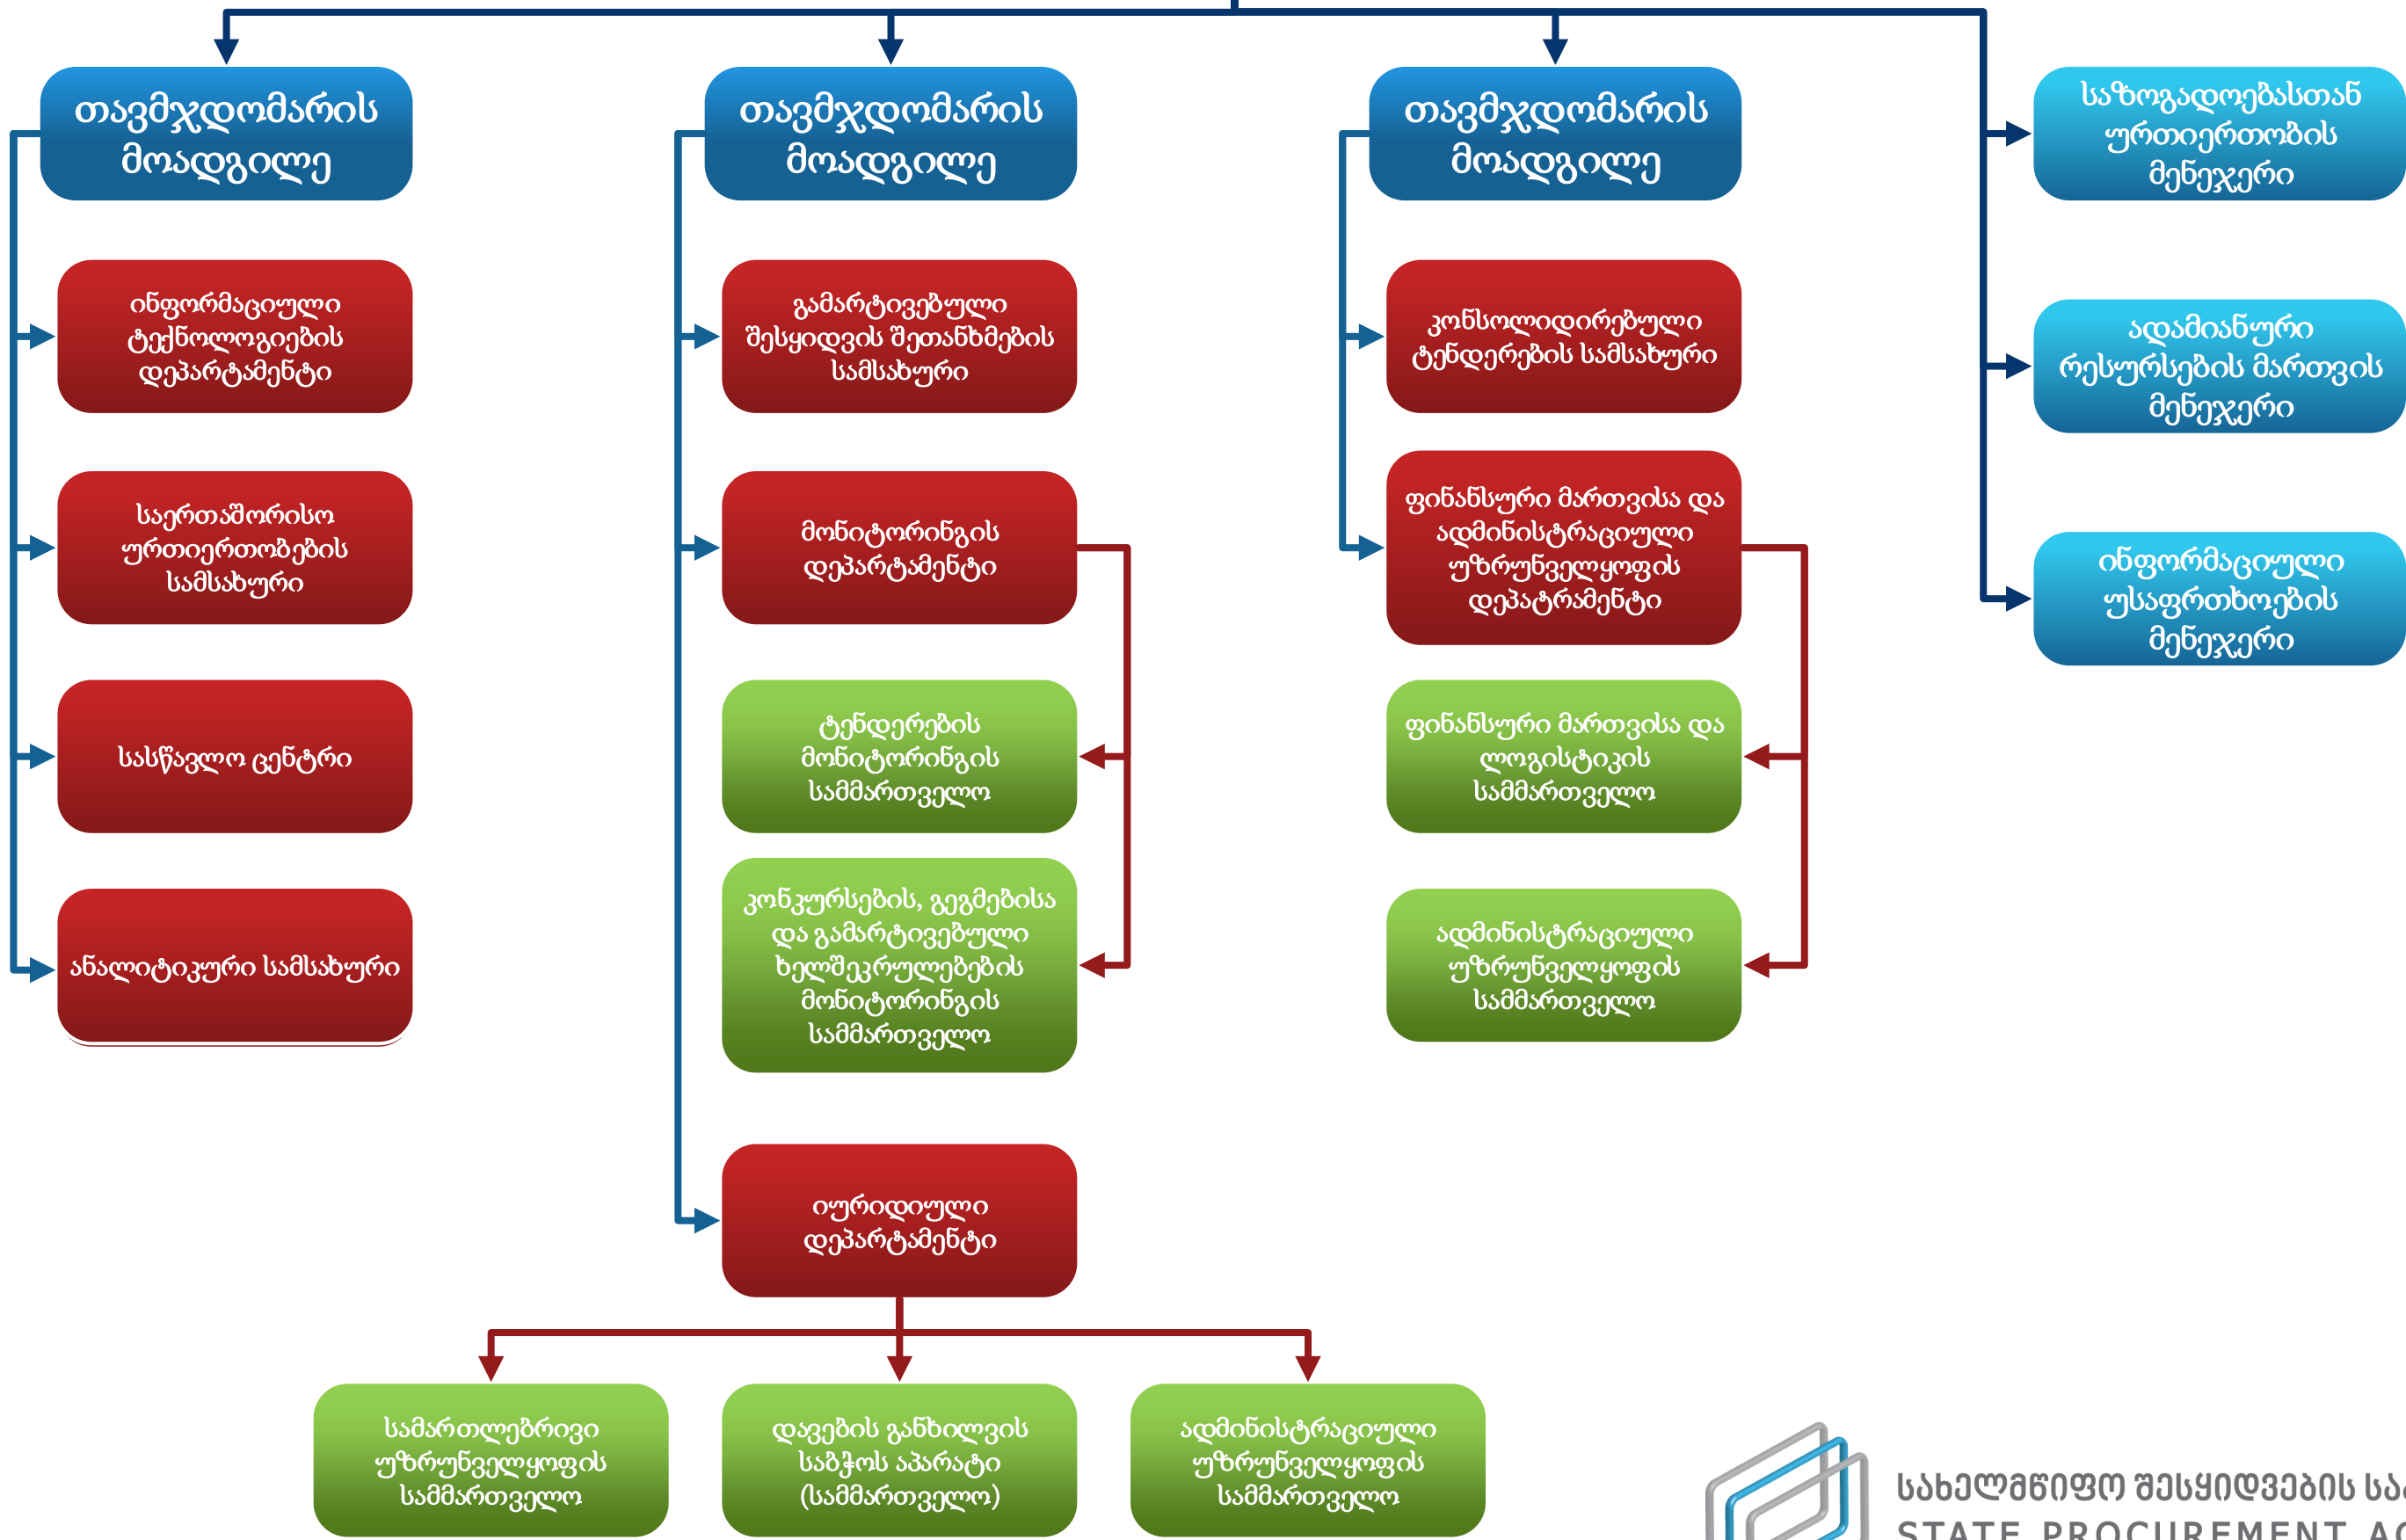 თავმჯდომარის
მოადგილე
ინფორმაციული
ტექნოლოგიების
დეპარტამენტი
საერთაშორისო
ურთიერთობების
სამსახური
სასწავლო ცენტრი
ანალიტიკური სამსახური
თავმჯდომარის
მოადგილე
გამარტივებული
შესყიდვის შეთანხმების
სამსახური
მონიტორინგის
დეპარტამენტი
ტენდერების
მონიტორინგის
სამმართველო
კონკურსების, გეგმებისა
და გამარტივებული
ხელშეკრულებების
მონიტორინგის
სამმართველო
იურიდიული
დეპარტამენტი
სამართლებრივი
უზრუნველყოფის
სამმართველო
დავების განხილვის
საბჭოს აპარატი
(სამმართველო)
ადმინისტრაციული
უზრუნველყოფის
სამმართველო
თავმჯდომარის
მოადგილე
კონსოლიდირებული
ტენდერების სამსახური
ფინანსური მართვისა და
ადმინისტრაციული
უზრუნველყოფის
დეპატრამენტი
ფინანსური მართვისა და
ლოგისტიკის
სამმართველო
ადმინისტრაციული
უზრუნველყოფის
სამმართველო
საზოგადოებასთან
ურთიერთობის
მენეჯერი
ადამიანური
რესურსების მართვის
მენეჯერი
ინფორმაციული
უსაფრთხოების
მენეჯერი
სახელმწიფო შესყიდვების
STATE PROCUREMENT